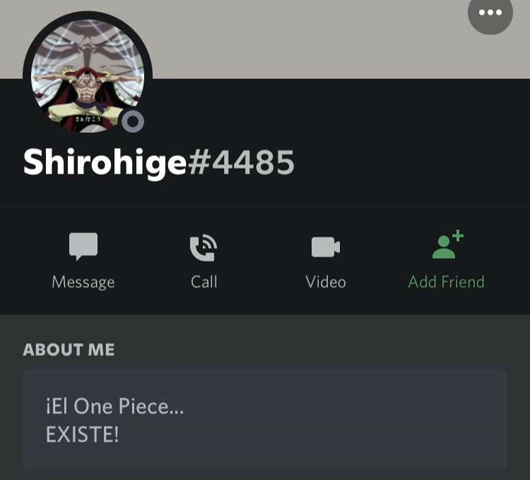 Shirohige#4485
Message Call Video Add Friend
ABOUT ME
¡El One Piece...
EXISTE!